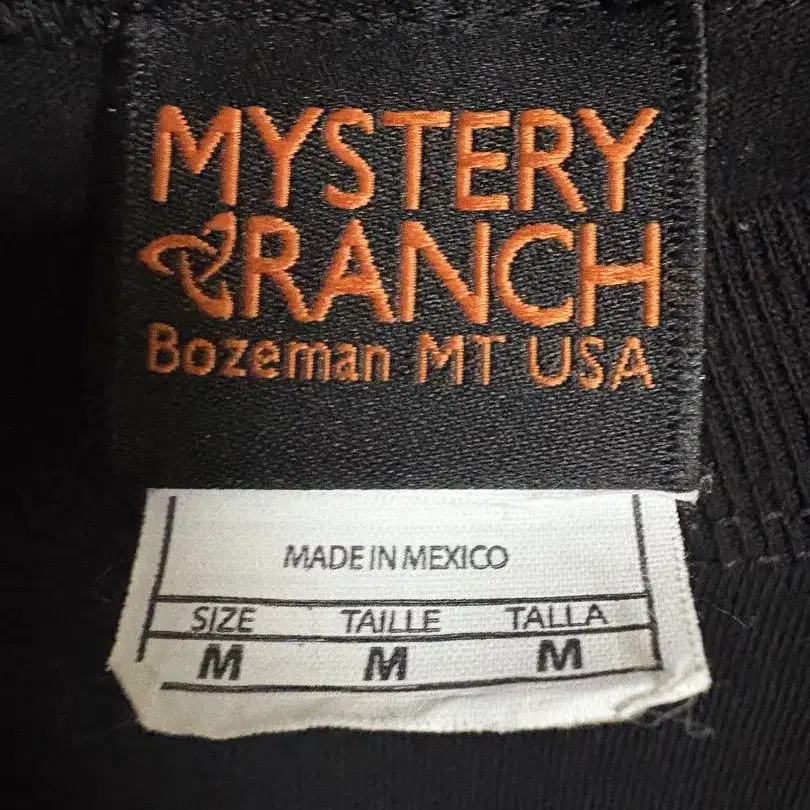 MYSTERY
RANCH
Bozeman MT USA
MADE IN MEXICO
SIZE TAILLE TALLA
M M M